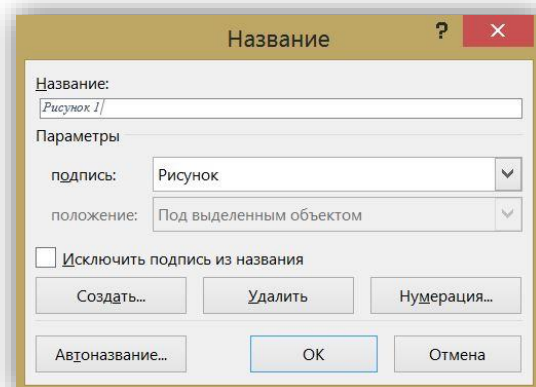 Название
?
Название:
Рисунок 1
Параметры
подпись: Рисунок
положение: Под выделенным объектом
Исключить подпись из названия
Создать... Удалить Нумерация...
Автоназвание... ОК Отмена